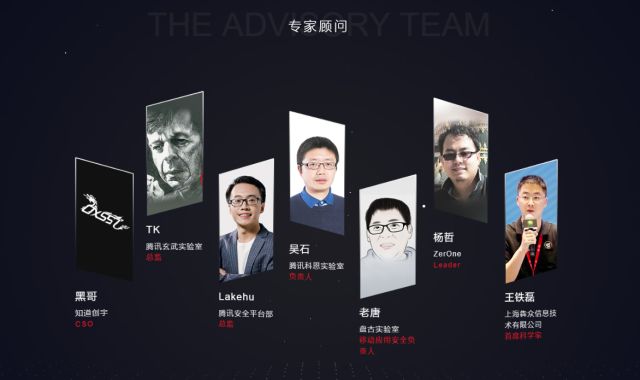 THE ADVISORY TEAM
专家顾问
黑哥
知道创宇
CSO
TK
腾讯玄武实验室
总监
Lakehu
腾讯安全平台部
总监
吴石
腾讯科恩实验室
负责人
老唐
盘古实验室
移动应用安全负
责人
杨哲
ZerOne
Leader
王铁磊
上海犇众信息技
术有限公司
首席科学家